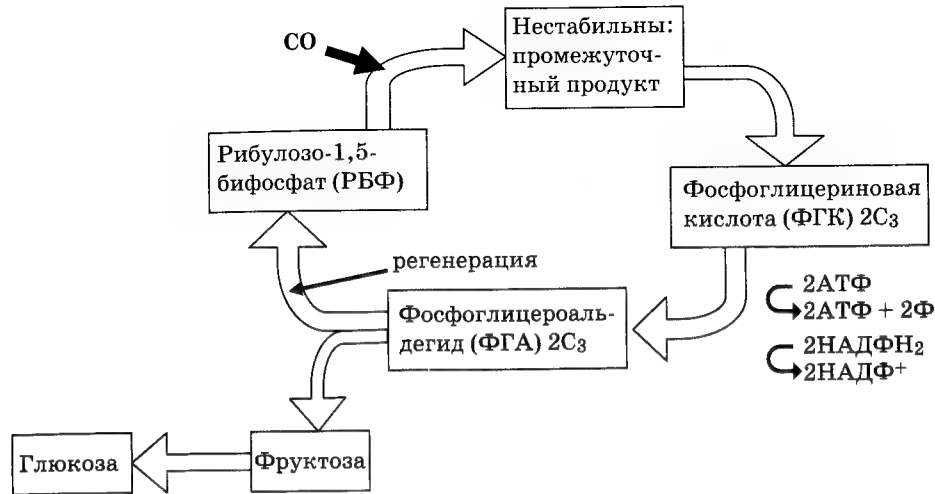 CO
Нестабильны:
промежуточ-
ный продукт
Рибулозо-1,5-
бифосфат (РБФ)
Фосфоглицериновая
кислота (ФГК) 2C₃
регенерация
2АТФ
2АТФ + 2Ф
Фосфоглицероаль-
дегид (ФГА) 2C₃
2НАДФН₂
2НАДФ⁺
Глюкоза
Фруктоза